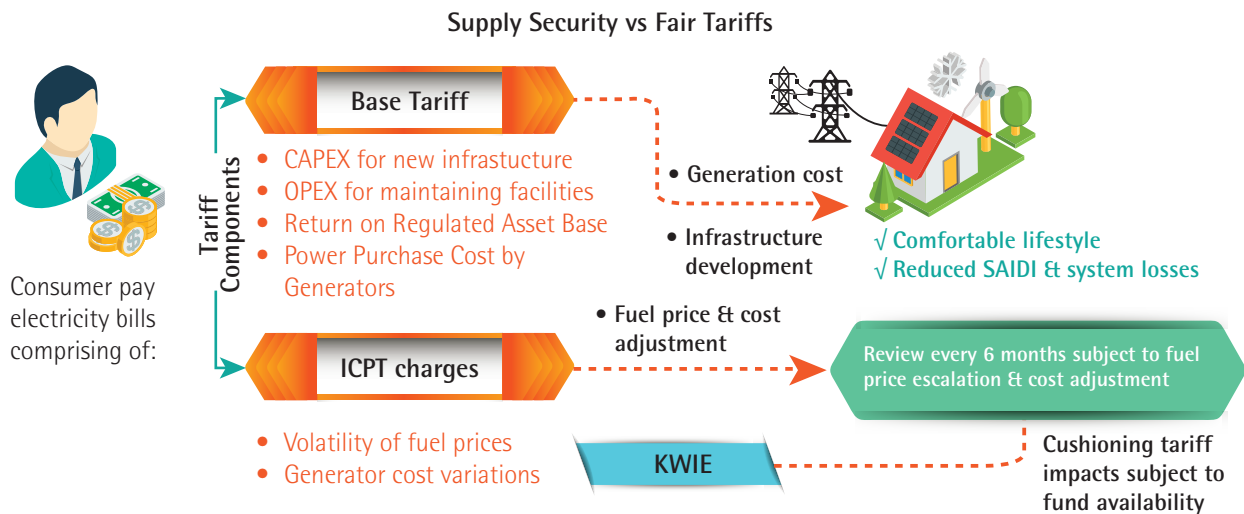 Supply Security vs Fair Tariffs
Consumer pay
electricity bills
comprising of:
Tariff
Components
Base Tariff
• CAPEX for new infrastucture
• OPEX for maintaining facilities
• Return on Regulated Asset Base
• Power Purchase Cost by
Generators
• Generation cost
• Infrastructure
development
√ Comfortable lifestyle
√ Reduced SAIDI & system losses
ICPT charges
• Volatility of fuel prices
• Generator cost variations
• Fuel price & cost
adjustment
Review every 6 months subject to fuel
price escalation & cost adjustment
KWIE
Cushioning tariff
impacts subject to
fund availability